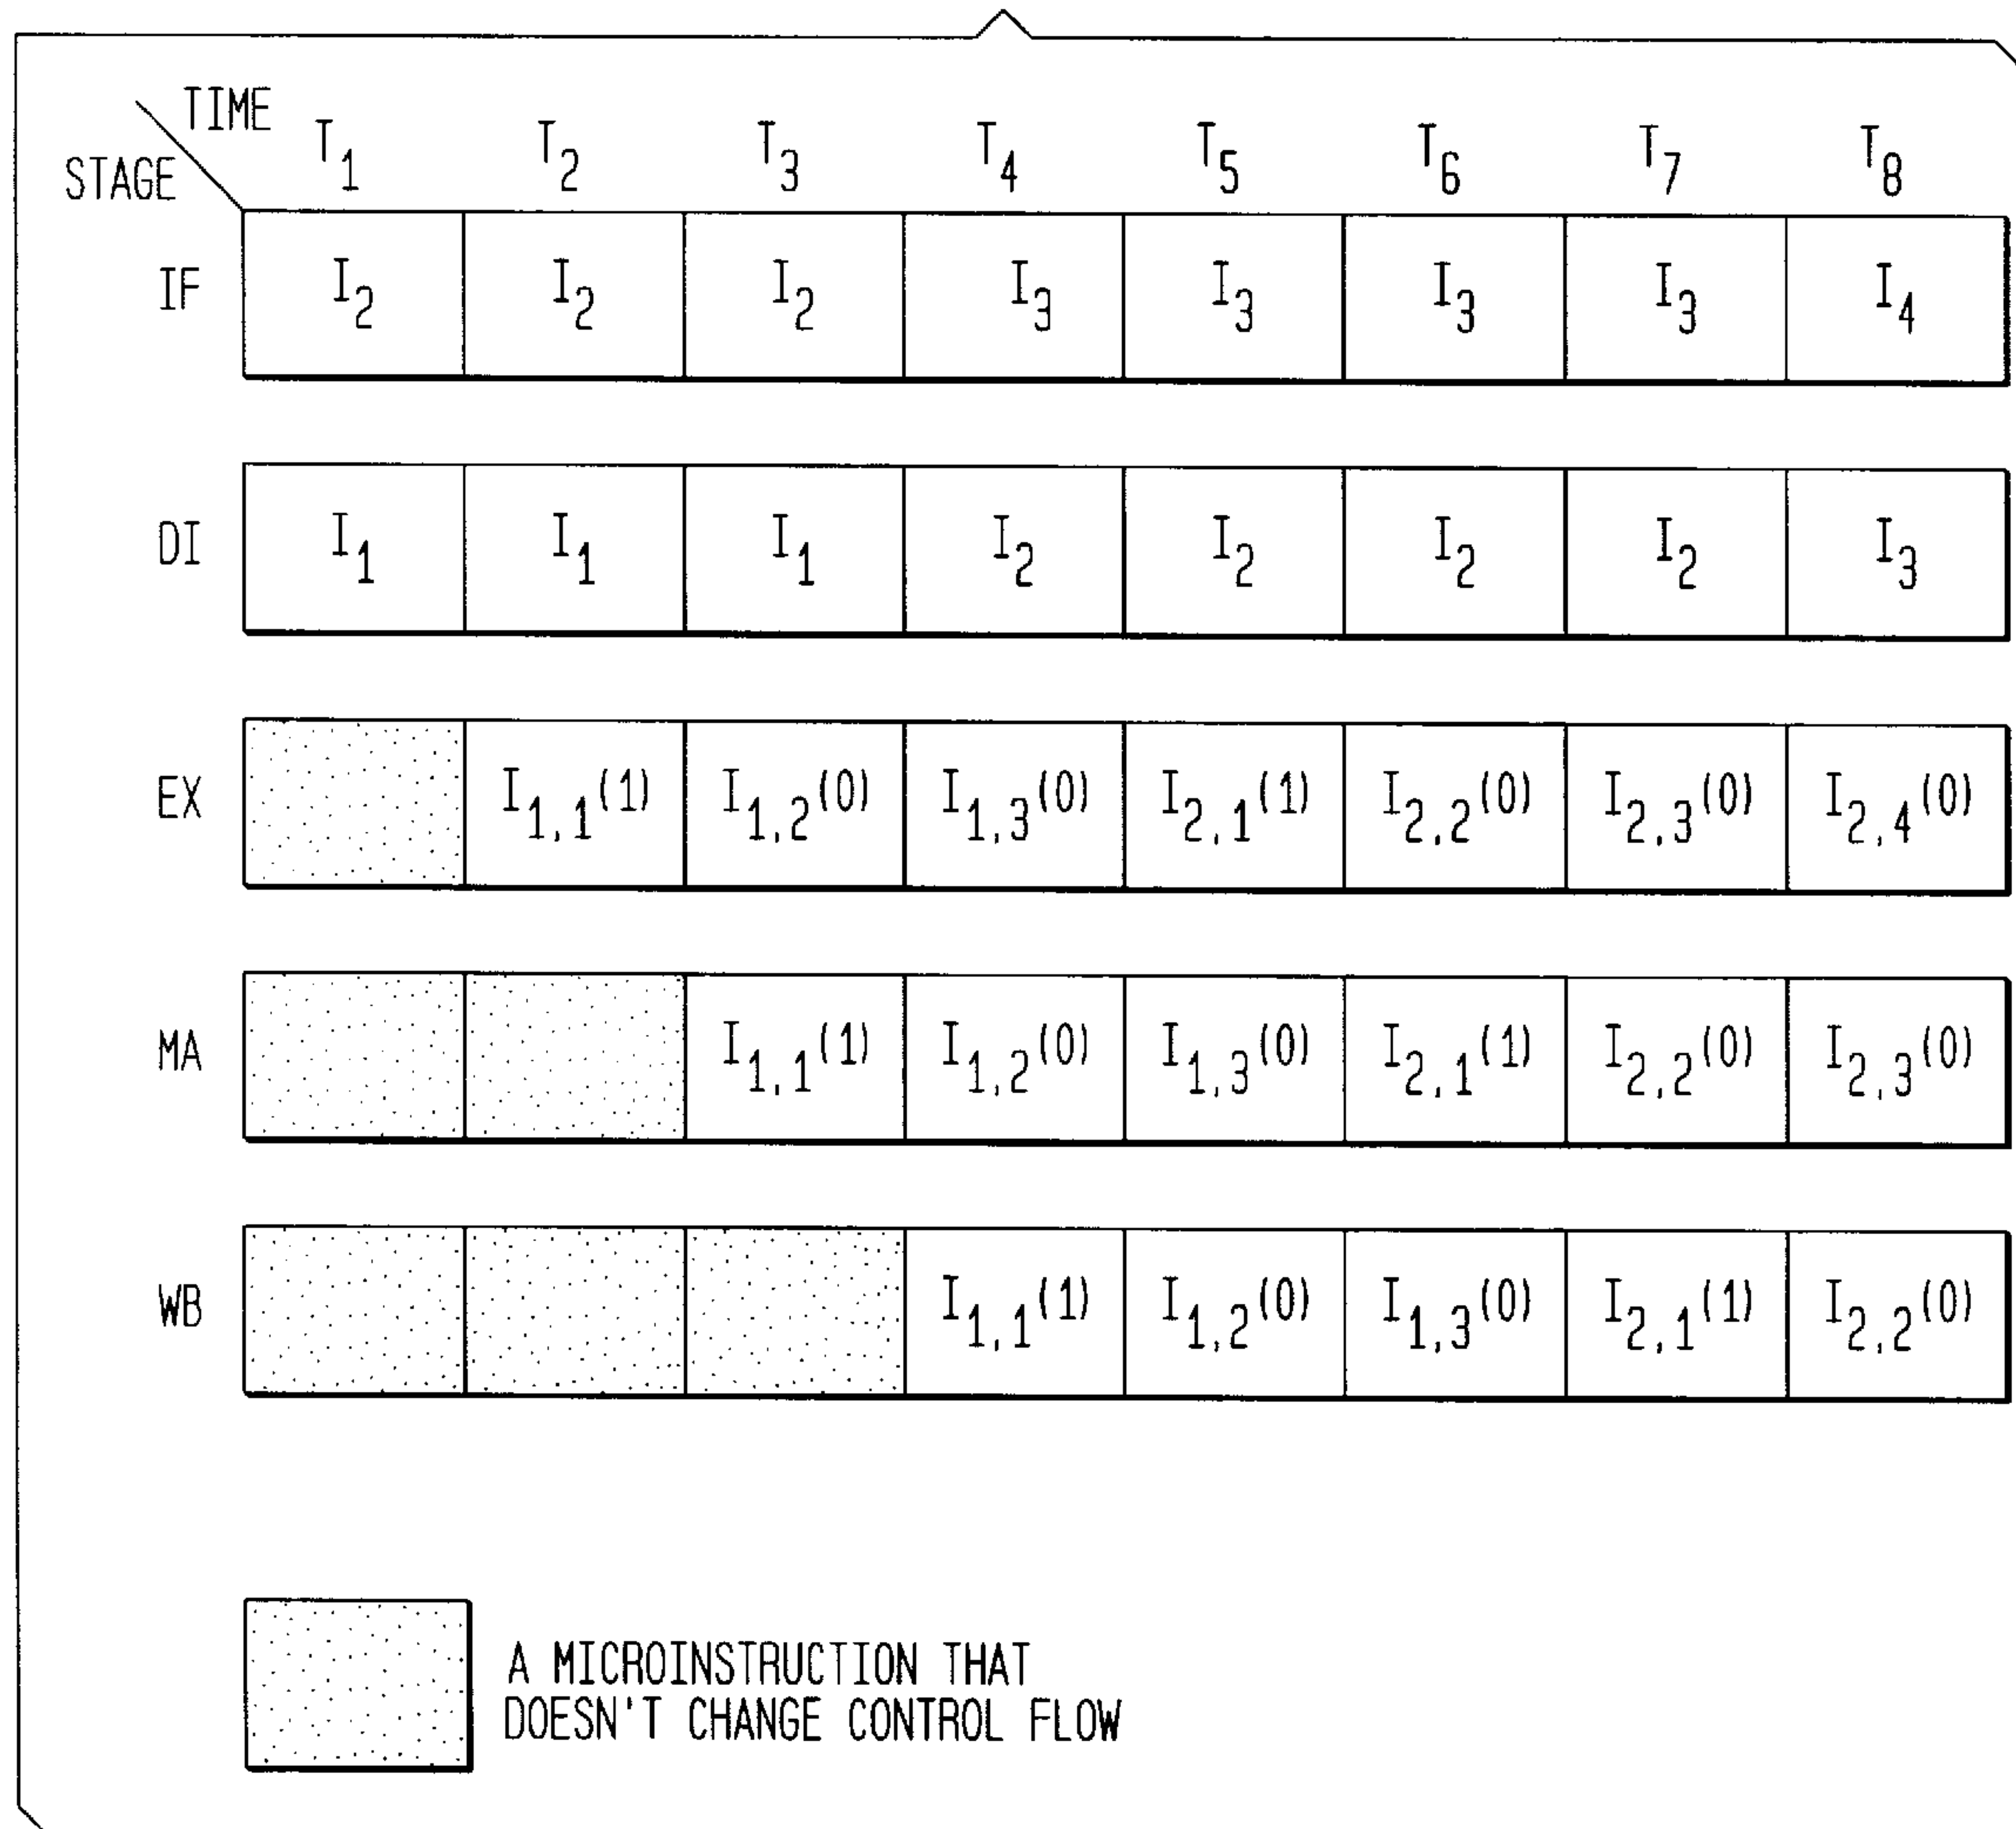 TIME T1 T2 T3 T4 T5 T6 T7 T8
STAGE
IF I2 I2 I2 I3 I3 I3 I3 I4
DI I1 I1 I1 I2 I2 I2 I2 I3
EX I1,1(1) I1,2(0) I1,3(0) I2,1(1) I2,2(0) I2,3(0) I2,4(0)
MA I1,1(1) I1,2(0) I1,3(0) I2,1(1) I2,2(0) I2,3(0)
WB I1,1(1) I1,2(0) I1,3(0) I2,1(1) I2,2(0)
A MICROINSTRUCTION THAT
DOESN'T CHANGE CONTROL FLOW